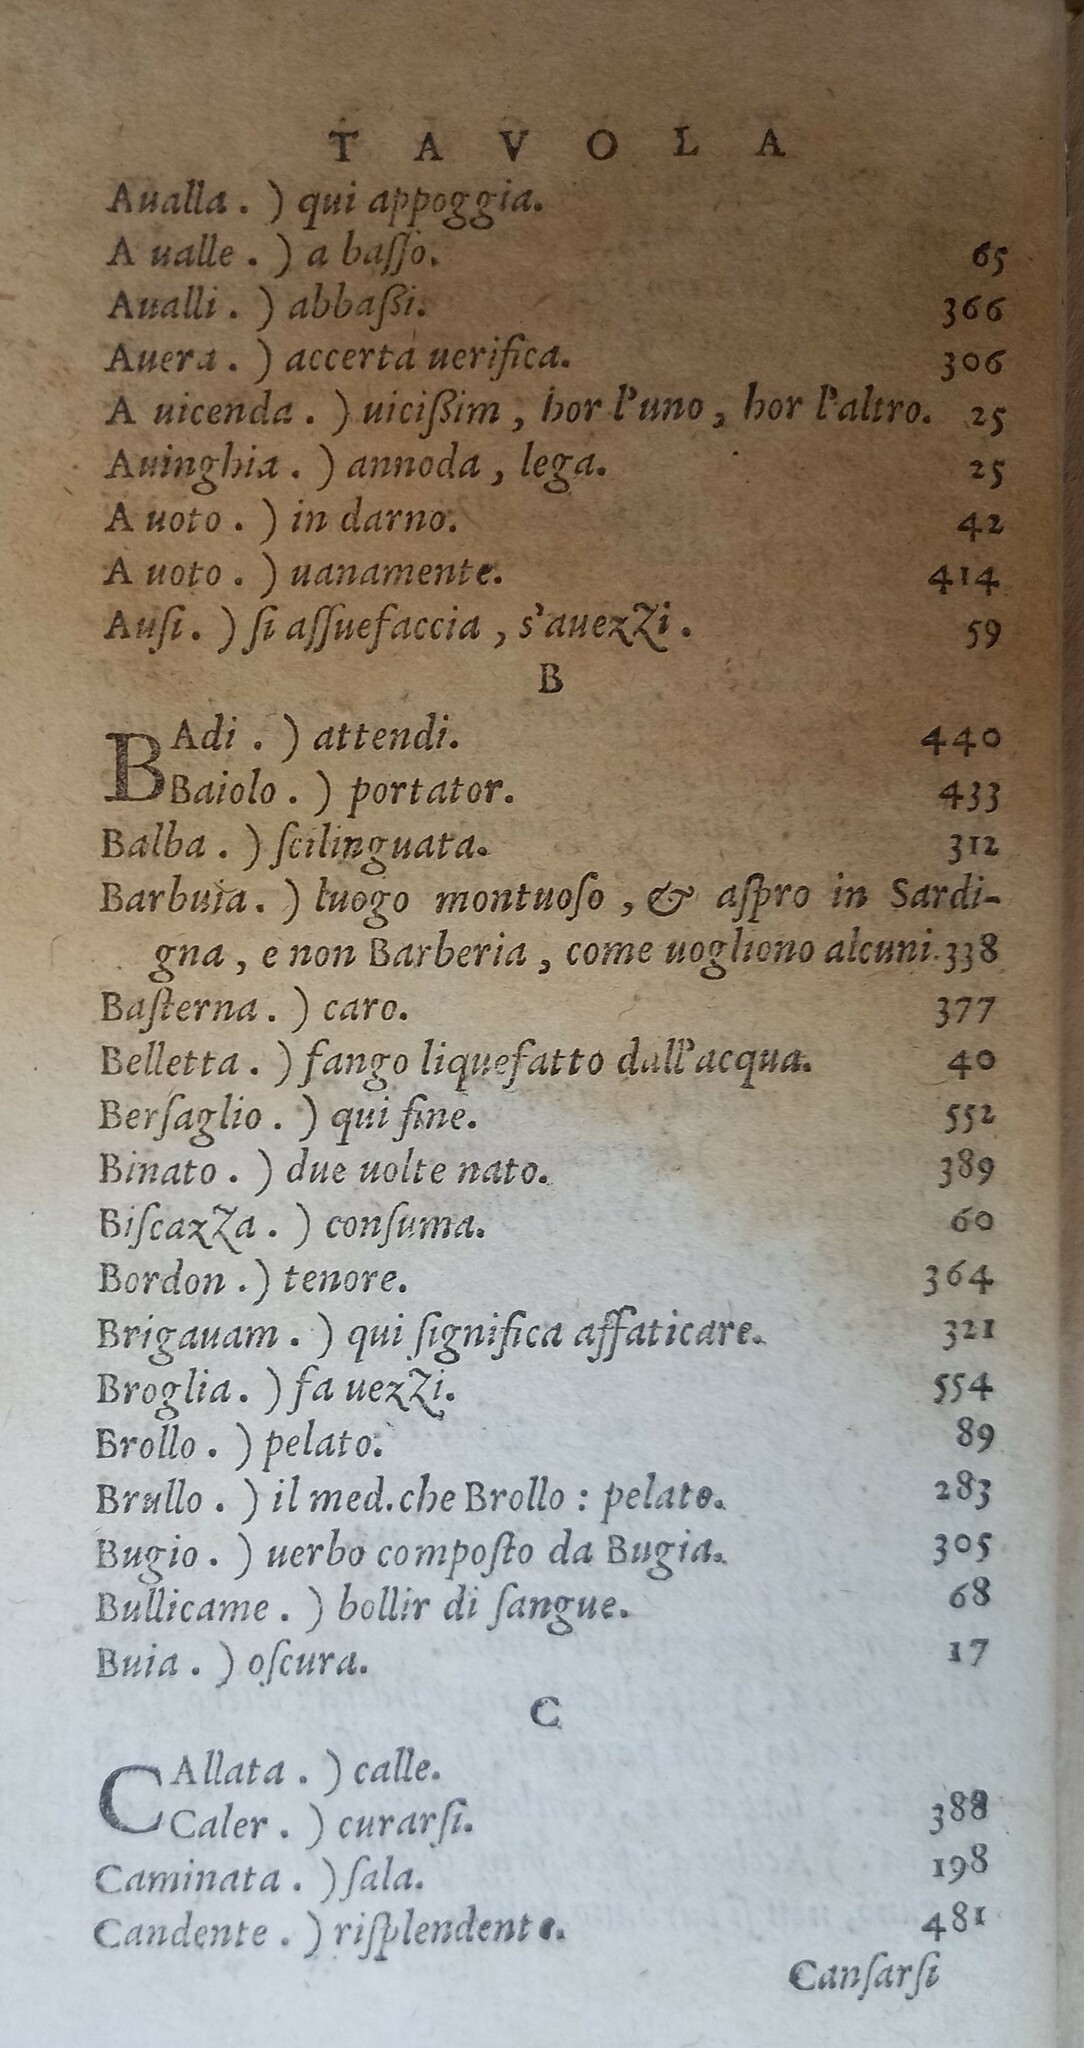 TAVOLA
Aualla . ) qui appoggia.
A ualle . ) a baſſo. 65
Aualli . ) abbaßi. 366
Auera . ) accerta uerifica. 306
A uicenda . ) uicißim , hor l'uno , hor l'altro. 25
Auinghia . ) annoda , lega. 25
A uoto . ) in darno. 42
A uoto . ) uanamente. 414
Auſi . ) ſi aſſuefaccia , s'auezZi . 59
B
BAdi . ) attendi. 440
Baiolo . ) portator. 433
Balba . ) ſcilinguata. 312
Barbuia . ) luogo montuoſo , & aſpro in Sardi-
gna , e non Barberia , come uogliono alcuni. 338
Baſterna . ) caro. 377
Belletta . ) fango liquefatto dall'acqua. 40
Berſaglio . ) qui fine. 552
Binato . ) due uolte nato. 389
BiſcazZa . ) conſuma. 60
Bordon . ) tenore. 364
Brigauam . ) qui ſignifica affaticare. 321
Broglia . ) fa uezZi. 554
Brollo . ) pelato. 89
Brullo . ) il med. che Brollo : pelato. 283
Bugio . ) uerbo compoſto da Bugia. 305
Bullicame . ) bollir di ſangue. 68
Buia . ) oſcura. 17
C
CAllata . ) calle.
Caler . ) curarſi. 388
Caminata . ) ſala. 198
Candente . ) riſplendente. 481
Canſarſi